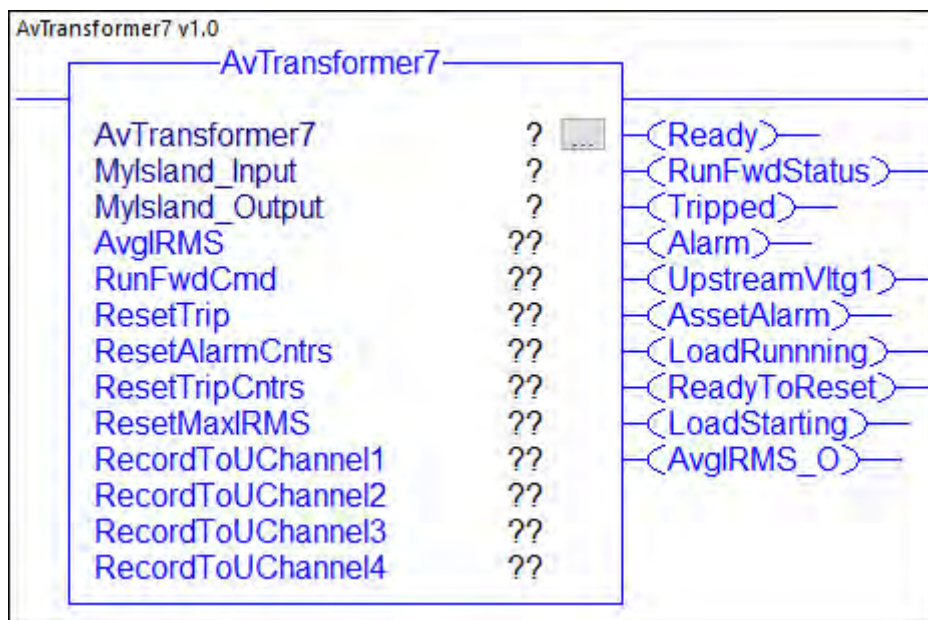 AvTransformer7 v1.0
AvTransformer7
AvTransformer7 ? ... Ready
MyIsland_Input ? RunFwdStatus
MyIsland_Output ? Tripped
AvgIRMS ?? Alarm
RunFwdCmd ?? UpstreamVltg1
ResetTrip ?? AssetAlarm
ResetAlarmCntrs ?? LoadRunnning
ResetTripCntrs ?? ReadyToReset
ResetMaxIRMS ?? LoadStarting
RecordToUChannel1 ?? AvgIRMS_O
RecordToUChannel2 ??
RecordToUChannel3 ??
RecordToUChannel4 ??